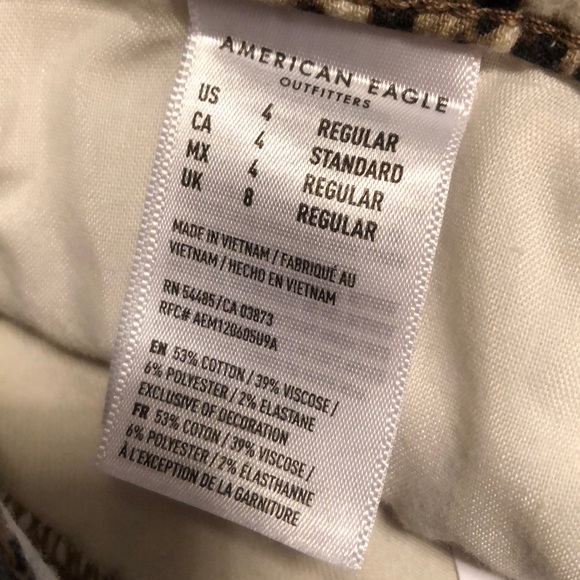 AMERICAN EAGLE
OUTFITTERS
US 4 REGULAR
CA 4 STANDARD
MX 4 REGULAR
UK 8 REGULAR
MADE IN VIETNAM / FABRIQUÉ AU
VIETNAM / HECHO EN VIETNAM
RN 54485/CA 03873
RFC# AEM120605U9A
EN 53% COTTON / 39% VISCOSE /
6% POLYESTER / 2% ELASTANE
EXCLUSIVE OF DECORATION
FR 53% COTON / 39% VISCOSE /
6% POLYESTER / 2% ÉLASTHANNE
À L'EXCEPTION DE LA GARNITURE